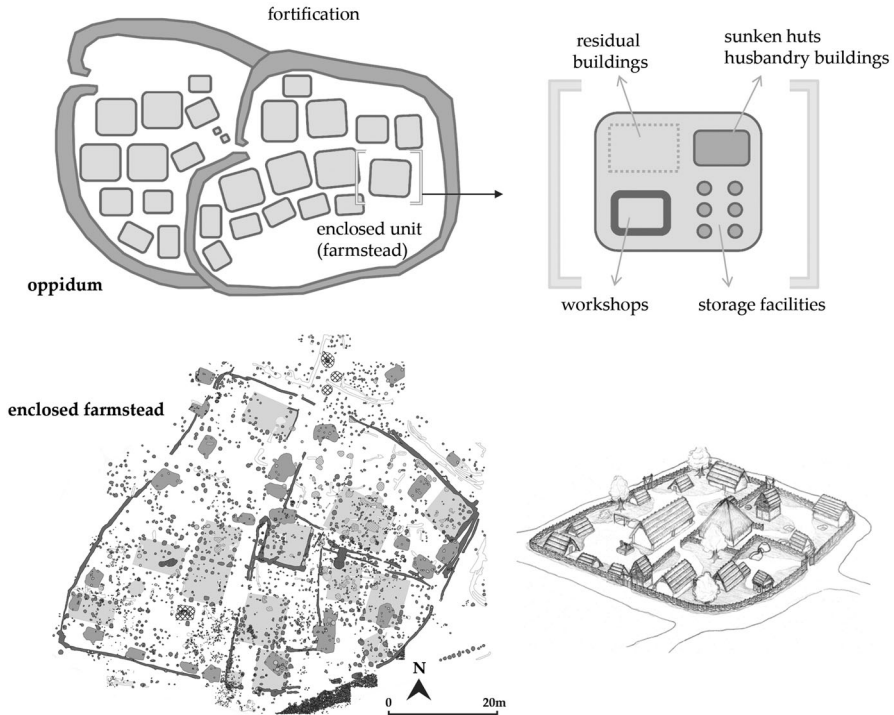 fortification
residual
buildings
sunken huts
husbandry buildings
enclosed unit
(farmstead)
oppidum
workshops
storage facilities
enclosed farmstead
N
0
20m